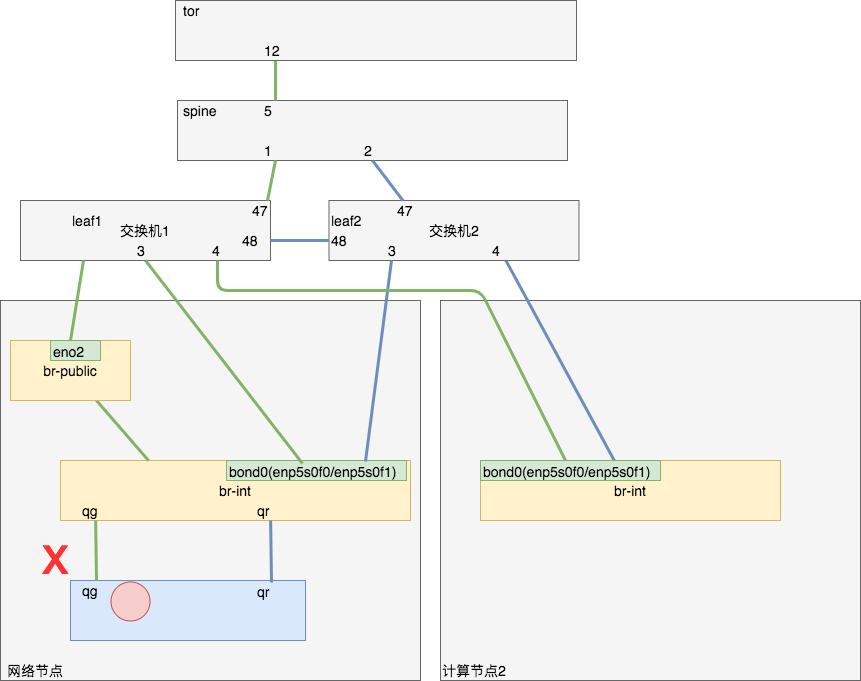 tor
12
spine
5
1
2
47
leaf1
交换机1
48
3
4
47
leaf2
交换机2
48
3
4
eno2
br-public
bond0(enp5s0f0/enp5s0f1)
br-int
qg
qr
bond0(enp5s0f0/enp5s0f1)
br-int
X
qg
qr
网络节点
计算节点2